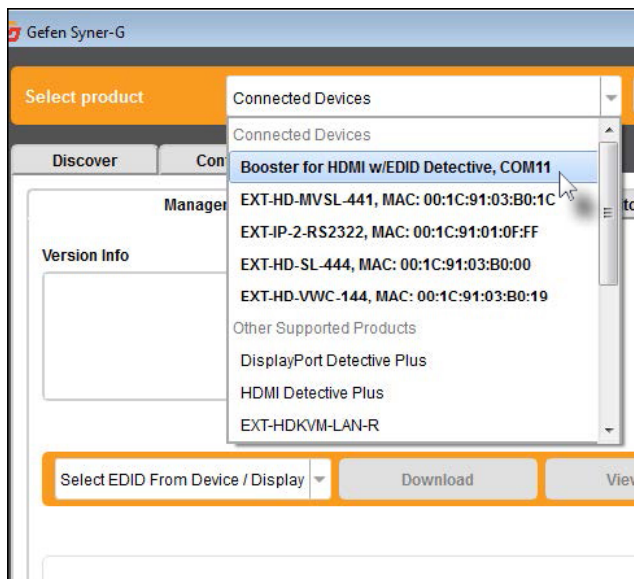 Gefen Syner-G
Select product
Connected Devices
Connected Devices
Discover
Booster for HDMI w/EDID Detective, COM11
EXT-HD-MVSL-441, MAC: 00:1C:91:03:B0:1C
EXT-IP-2-RS2322, MAC: 00:1C:91:01:0F:FF
Version Info
EXT-HD-SL-444, MAC: 00:1C:91:03:B0:00
EXT-HD-VWC-144, MAC: 00:1C:91:03:B0:19
Other Supported Products
DisplayPort Detective Plus
HDMI Detective Plus
EXT-HDKVM-LAN-R
Select EDID From Device / Display
Download
View